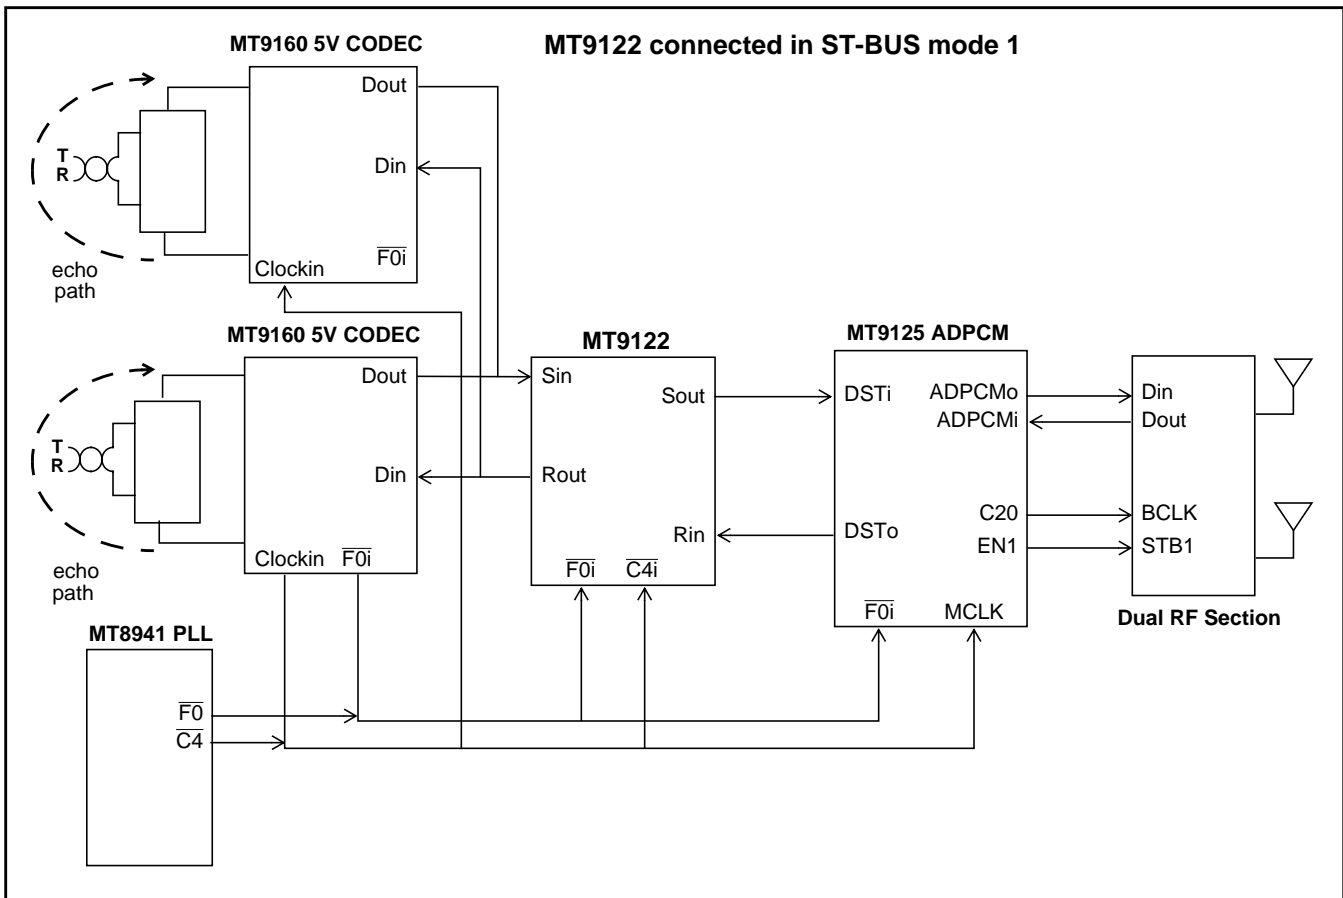 MT9160 5V CODEC
MT9122 connected in ST-BUS mode 1
Dout
Din
F0i
Clockin
T
R
echo
path
MT9160 5V CODEC
Dout
Din
Clockin F0i
T
R
echo
path
MT9122
Sin
Sout
Rout
Rin
F0i C4i
MT9125 ADPCM
DSTi
ADPCMo
ADPCMi
C20
DSTo
EN1
F0i MCLK
Din
Dout
BCLK
STB1
Dual RF Section
MT8941 PLL
F0
C4